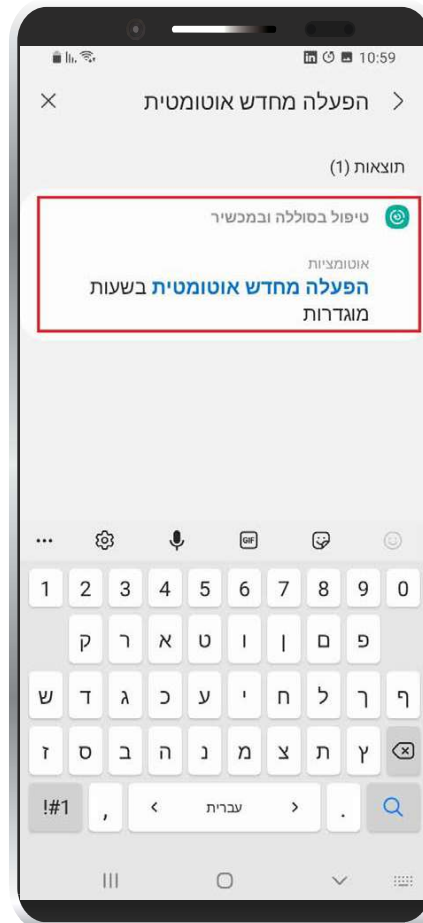 10:59
הפעלה מחדש אוטומטית
תוצאות (1)
טיפול בסוללה ובמכשיר
אוטומציות
הפעלה מחדש אוטומטית בשעות
מוגדרות
GIF
1 2 3 4 5 6 7 8 9 0
ק ר א ט ו ן ם פ
ש ד ג כ ע י ח ל ך ף
ז ס ב ה נ מ צ ת ץ
!#1 , עברית .